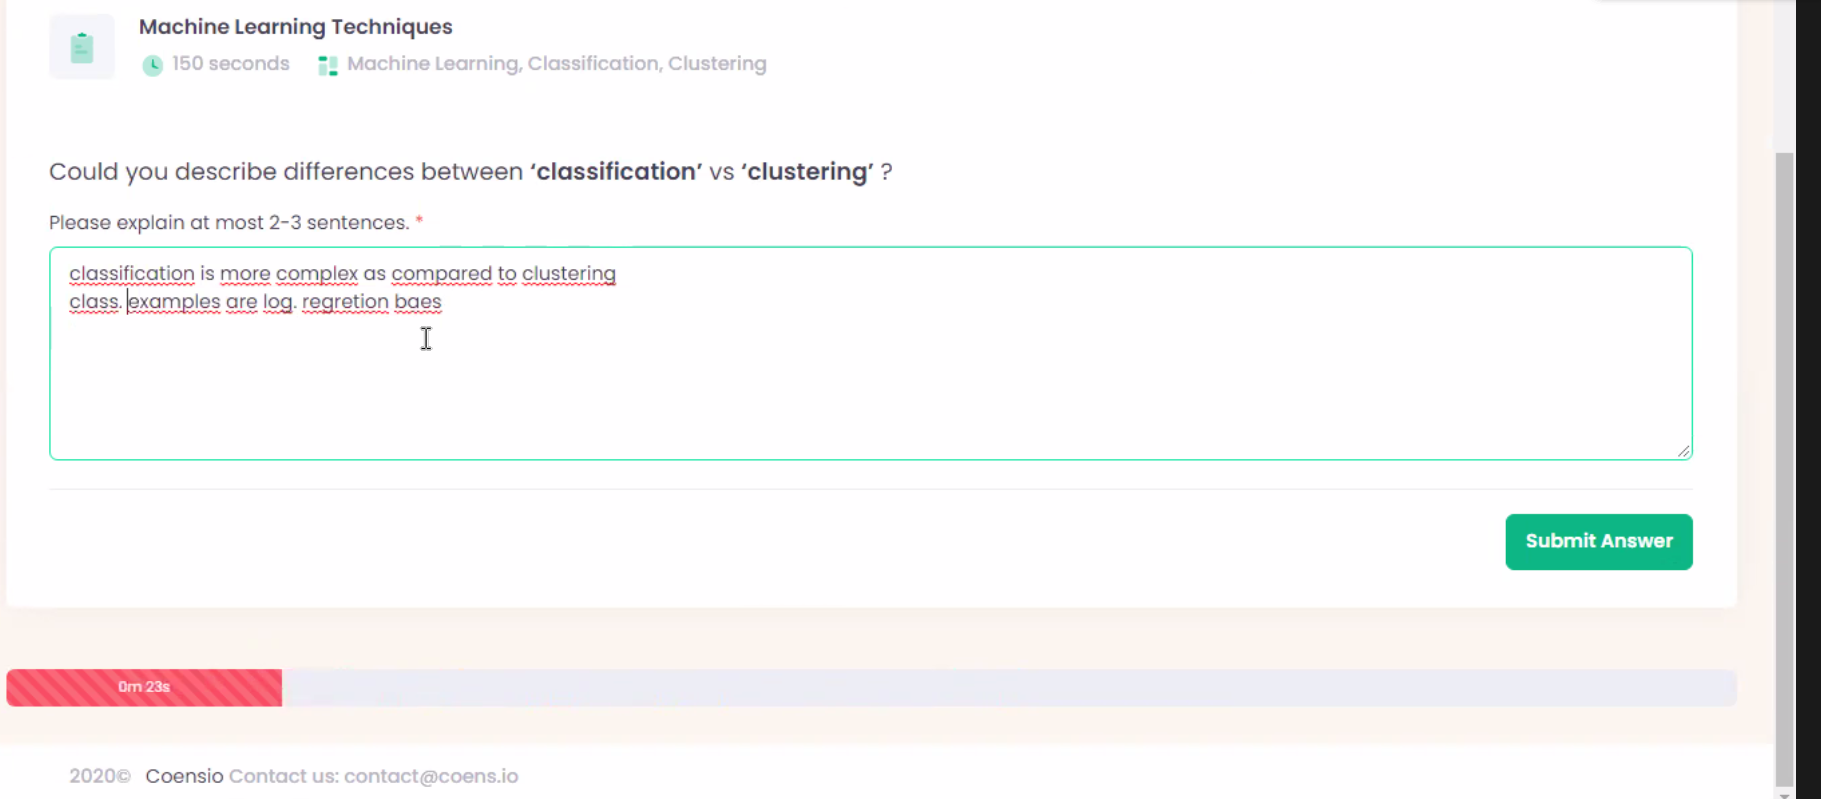 Machine Learning Techniques
150 seconds Machine Learning, Classification, Clustering
Could you describe differences between ‘classification’ vs ‘clustering’ ?
Please explain at most 2-3 sentences. *
classification is more complex as compared to clustering
class. examples are log. regretion baes
Submit Answer
0m 23s
2020© Coensio Contact us: contact@coens.io